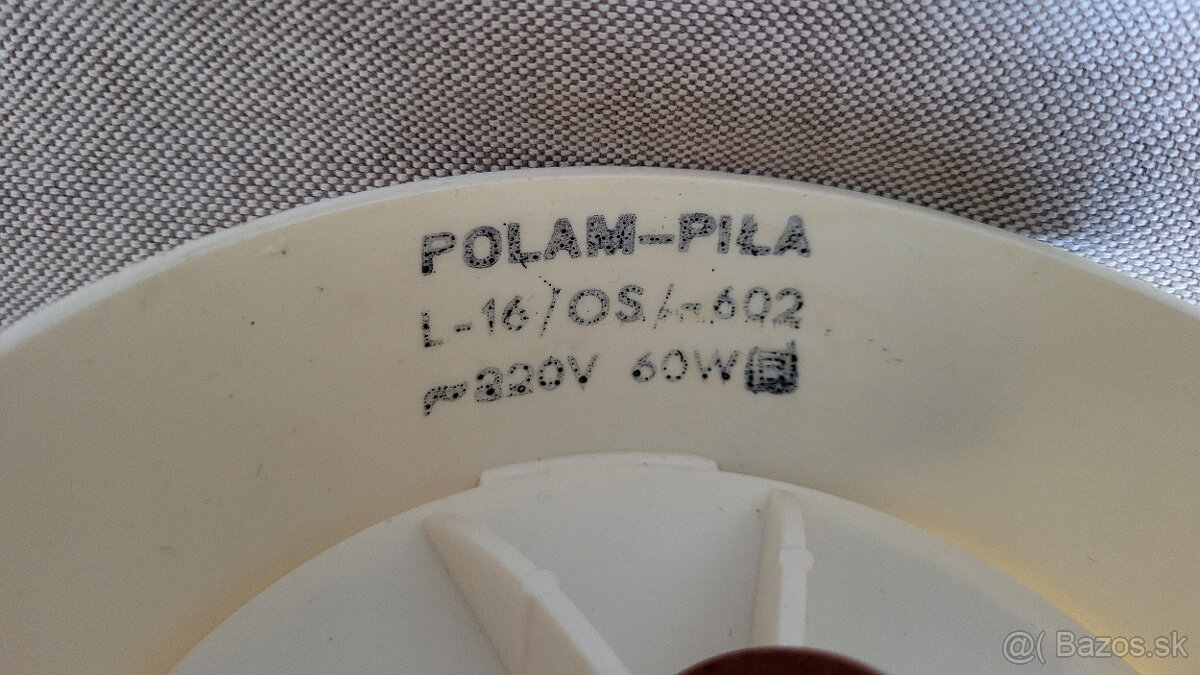 POLAM-PIŁA
L-16/OS/
602
~220V 60W
@( Bazos.sk